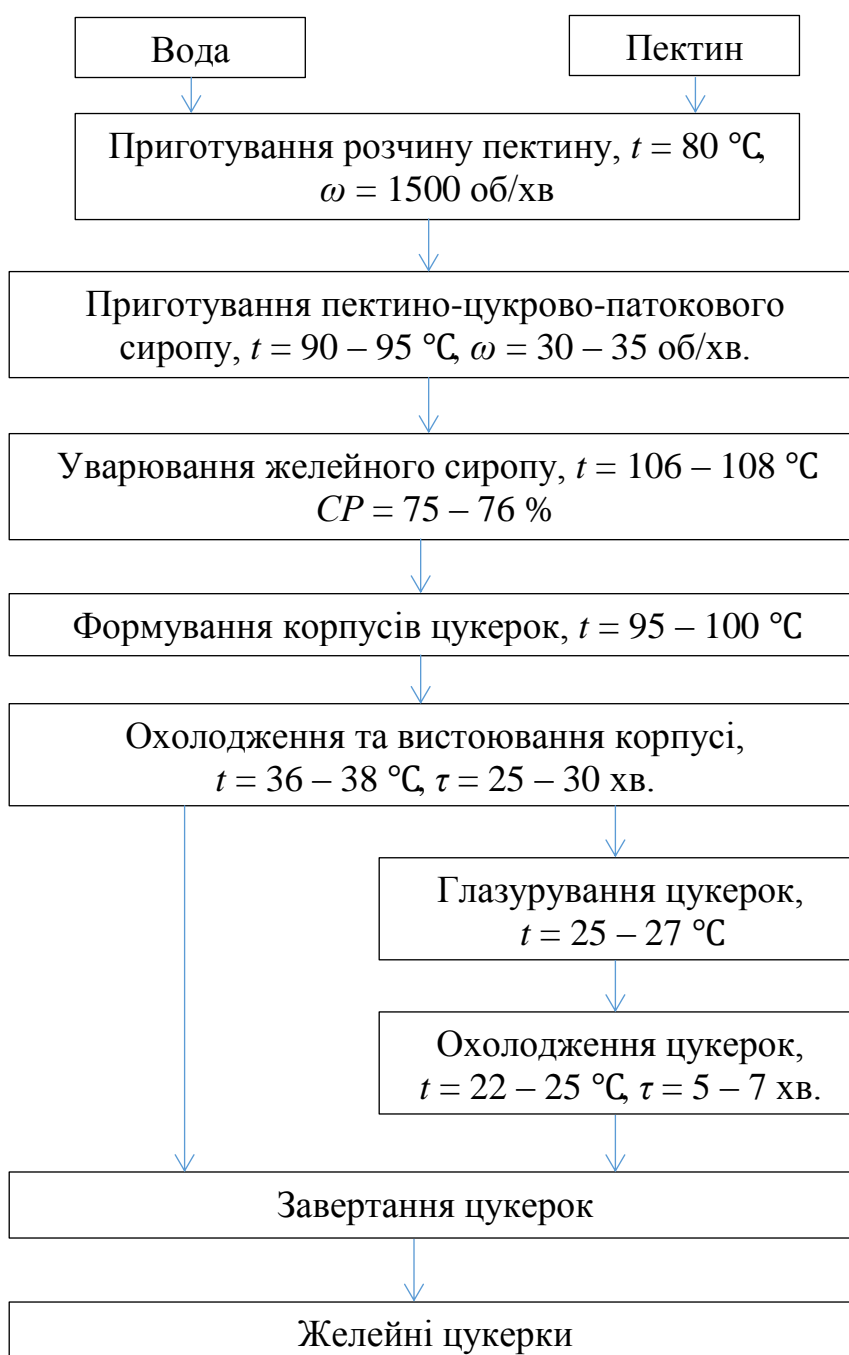 Вода
Пектин
Приготування розчину пектину, t = 80 ℃,
ω = 1500 об/хв
Приготування пектино-цукрово-патокового
сиропу, t = 90 – 95 ℃, ω = 30 – 35 об/хв.
Уварювання желейного сиропу, t = 106 – 108 ℃
СР = 75 – 76 %
Формування корпусів цукерок, t = 95 – 100 ℃
Охолодження та вистоювання корпусі,
t = 36 – 38 ℃, τ = 25 – 30 хв.
Глазурування цукерок,
t = 25 – 27 ℃
Охолодження цукерок,
t = 22 – 25 ℃, τ = 5 – 7 хв.
Завертання цукерок
Желейні цукерки